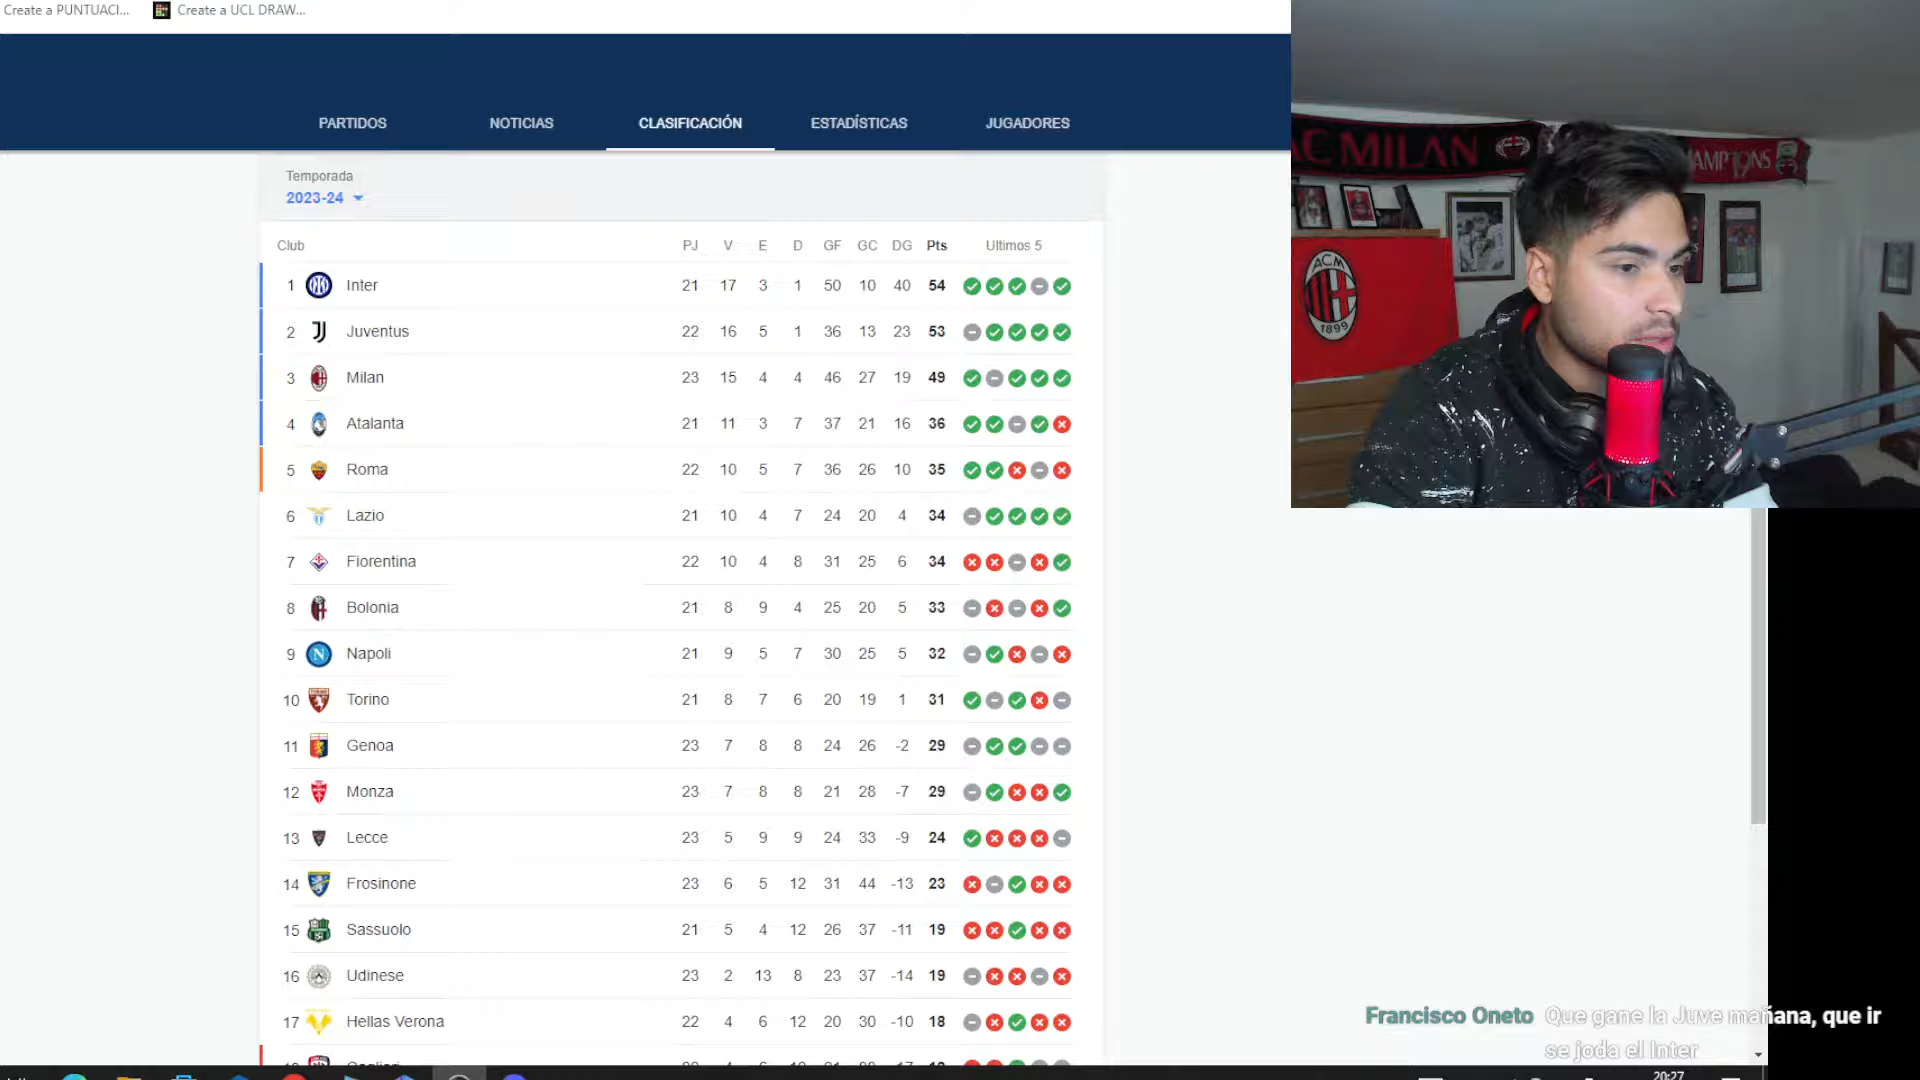 Create a PUNTUACI... Create a UCL DRAW...
PARTIDOS NOTICIAS CLASIFICACIÓN ESTADÍSTICAS JUGADORES
Temporada
2023-24
Club PJ V E D GF GC DG Pts Ultimos 5
1 Inter 21 17 3 1 50 10 40 54
2 Juventus 22 16 5 1 36 13 23 53
3 Milan 23 15 4 4 46 27 19 49
4 Atalanta 21 11 3 7 37 21 16 36
5 Roma 22 10 5 7 36 26 10 35
6 Lazio 21 10 4 7 24 20 4 34
7 Fiorentina 22 10 4 8 31 25 6 34
8 Bolonia 21 8 9 4 25 20 5 33
9 Napoli 21 9 5 7 30 25 5 32
10 Torino 21 8 7 6 20 19 1 31
11 Genoa 23 7 8 8 24 26 -2 29
12 Monza 23 7 8 8 21 28 -7 29
13 Lecce 23 5 9 9 24 33 -9 24
14 Frosinone 23 6 5 12 31 44 -13 23
15 Sassuolo 21 5 4 12 26 37 -11 19
16 Udinese 23 2 13 8 23 37 -14 19
17 Hellas Verona 22 4 6 12 20 30 -10 18
AC MILAN
ACM
1899
Francisco Oneto Que gane la Juve mañana, que ir
se joda el Inter
20:27